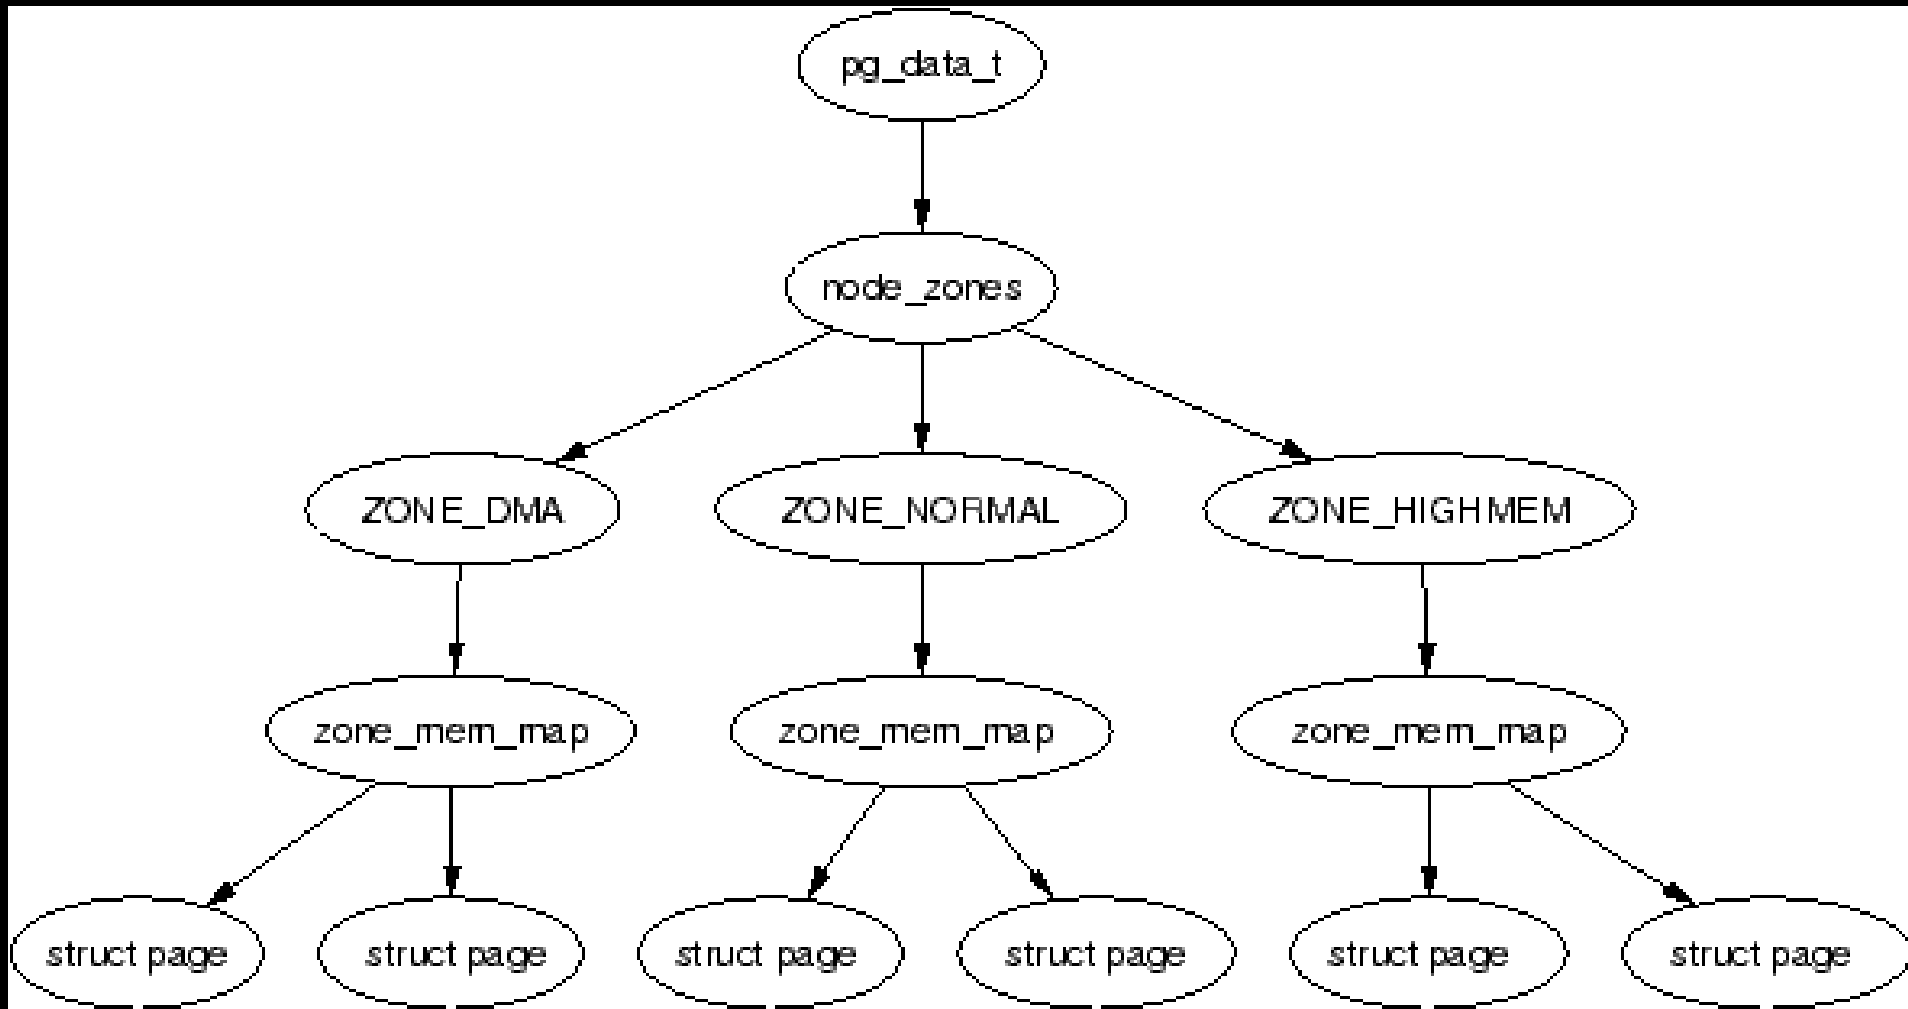 pg_data_t
node_zones
ZONE_DMA
ZONE_NORMAL
ZONE_HIGHMEM
zone_mem_map
zone_mem_map
zone_mem_map
struct page
struct page
struct page
struct page
struct page
struct page